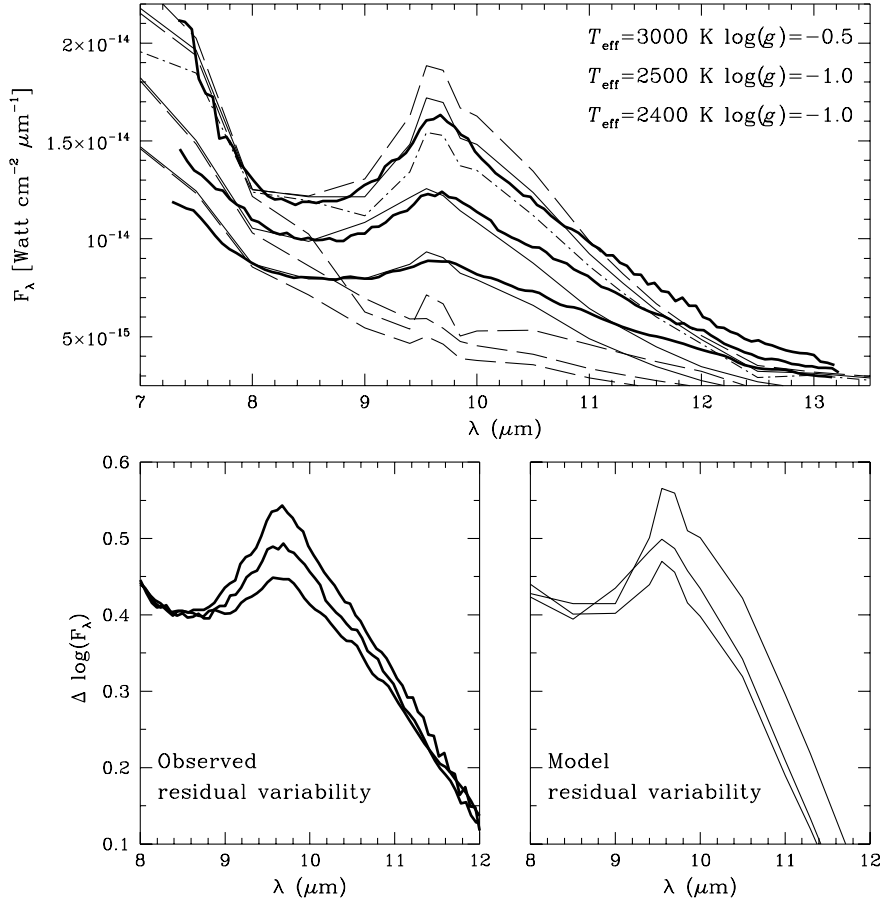 2×10⁻¹⁴
1.5×10⁻¹⁴
10⁻¹⁴
5×10⁻¹⁵
F_λ [Watt cm⁻² μm⁻¹]
T_eff=3000 K log(g)=−0.5
T_eff=2500 K log(g)=−1.0
T_eff=2400 K log(g)=−1.0
7 8 9 10 11 12 13
λ (μm)
0.6
0.5
0.4
0.3
0.2
0.1
Δ log(F_λ)
Observed
residual variability
8 9 10 11 12
λ (μm)
Model
residual variability
8 9 10 11 12
λ (μm)